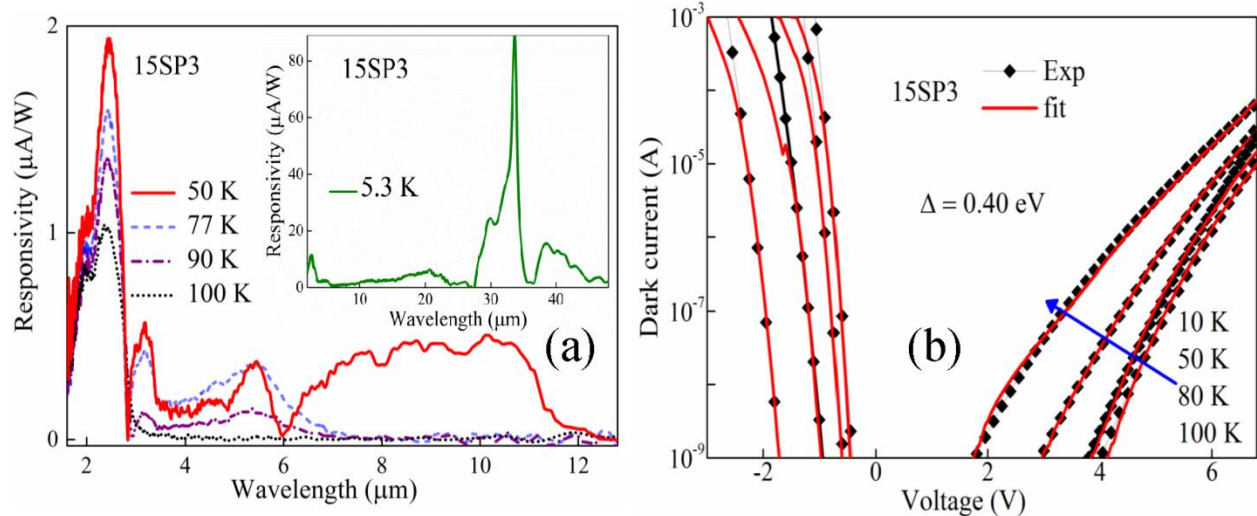 2
1
0
Responsivity (μA/W)
15SP3
50 K
77 K
90 K
100 K
2
4
6
8
10
12
Wavelength (μm)
(a)
80
60
40
20
0
Responsivity (μA/W)
15SP3
5.3 K
20
30
40
Wavelength (μm)
10
10-3
10-5
10-7
10-9
Dark current (A)
15SP3
Exp
fit
Δ = 0.40 eV
(b)
10 K
50 K
80 K
100 K
-2
0
2
4
6
Voltage (V)